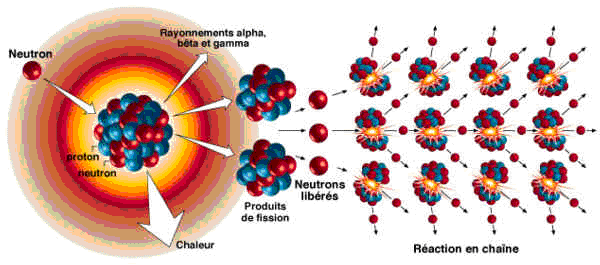 Neutron
Rayonnements alpha,
bêta et gamma
proton
neutron
Chaleur
Produits
de fission
Neutrons
libérés
Réaction en chaîne